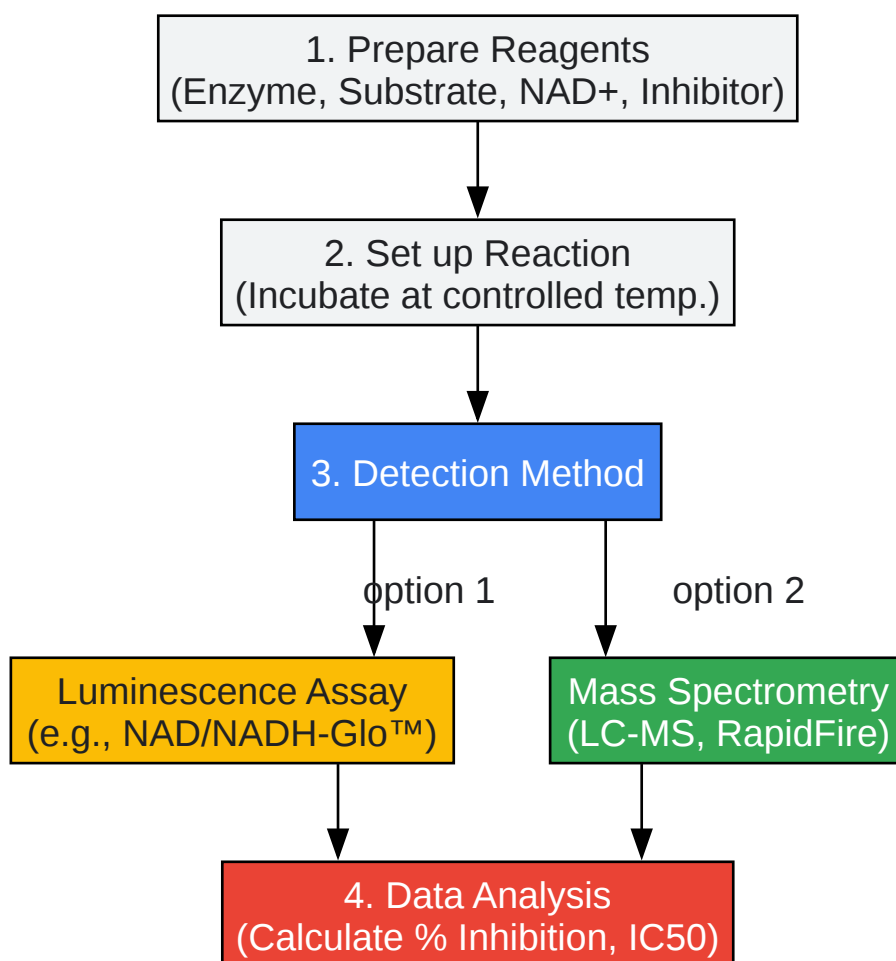 1. Prepare Reagents
(Enzyme, Substrate, NAD+, Inhibitor)
2. Set up Reaction
(Incubate at controlled temp.)
3. Detection Method
option 1
option 2
Luminescence Assay
(e.g., NAD/NADH-Glo™)
Mass Spectrometry
(LC-MS, RapidFire)
4. Data Analysis
(Calculate % Inhibition, IC50)